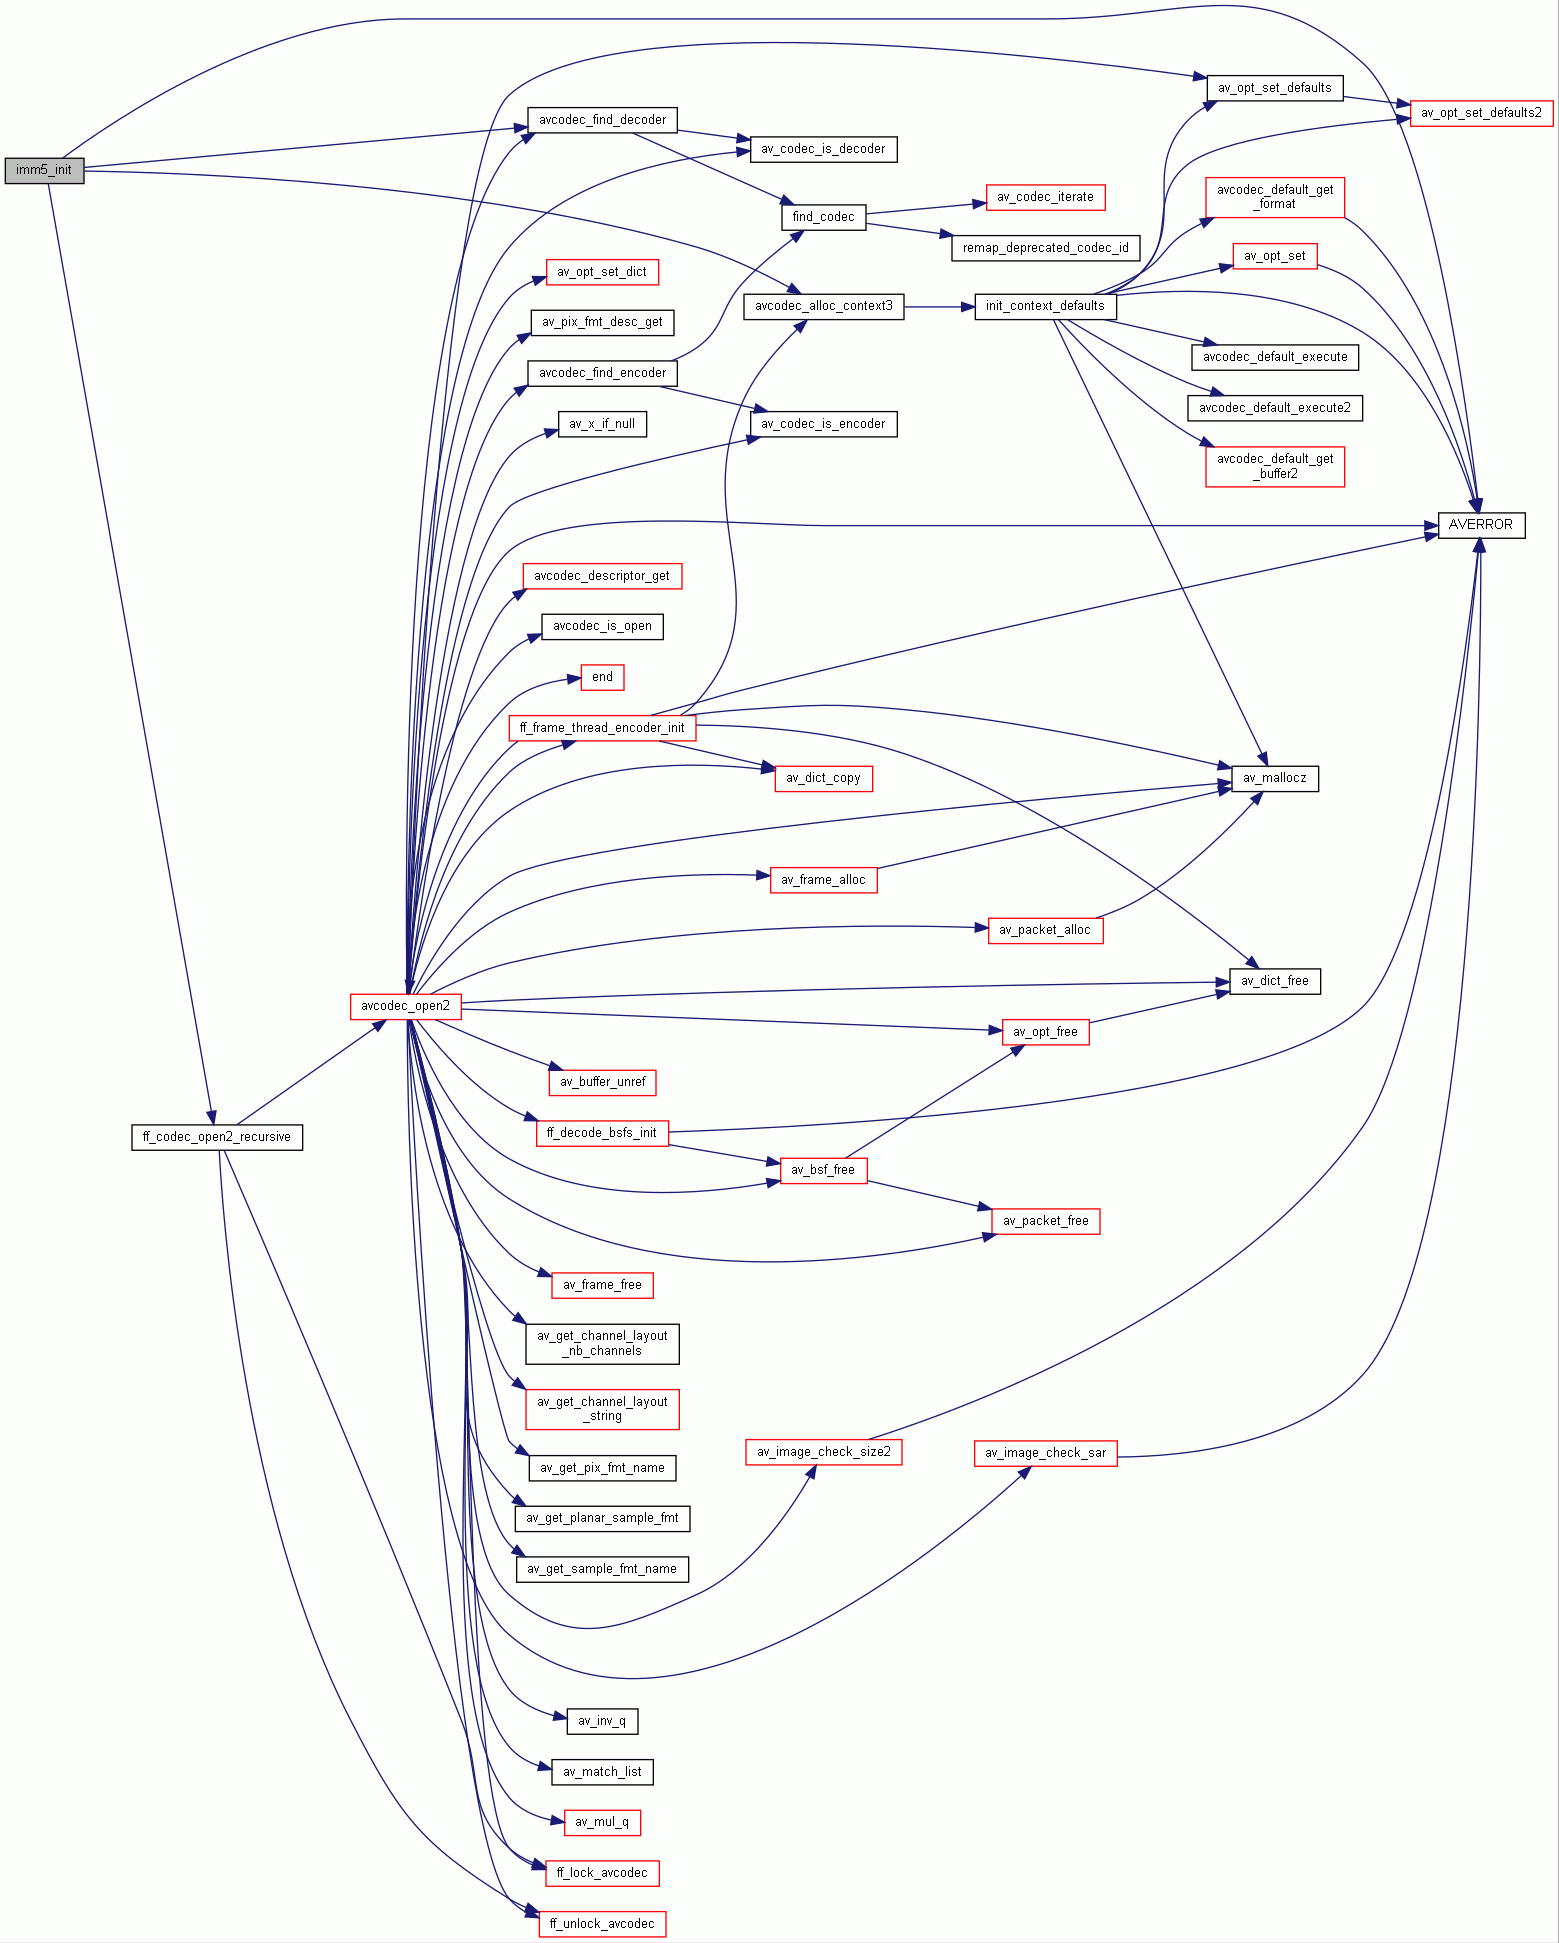 imm5_init
av_opt_set_defaults
av_opt_set_defaults2
avcodec_find_decoder
av_codec_is_decoder
avcodec_default_get
_format
av_codec_iterate
find_codec
remap_deprecated_codec_id
av_opt_set
av_opt_set_dict
avcodec_alloc_context3
init_context_defaults
av_pix_fmt_desc_get
avcodec_default_execute
avcodec_find_encoder
avcodec_default_execute2
av_x_if_null
av_codec_is_encoder
avcodec_default_get
_buffer2
AVERROR
avcodec_descriptor_get
avcodec_is_open
end
ff_frame_thread_encoder_init
av_dict_copy
av_mallocz
av_frame_alloc
av_packet_alloc
av_dict_free
avcodec_open2
av_opt_free
av_buffer_unref
ff_codec_open2_recursive
ff_decode_bsfs_init
av_bsf_free
av_packet_free
av_frame_free
av_get_channel_layout
_nb_channels
av_get_channel_layout
_string
av_image_check_size2
av_image_check_sar
av_get_pix_fmt_name
av_get_planar_sample_fmt
av_get_sample_fmt_name
av_inv_q
av_match_list
av_mul_q
ff_lock_avcodec
ff_unlock_avcodec